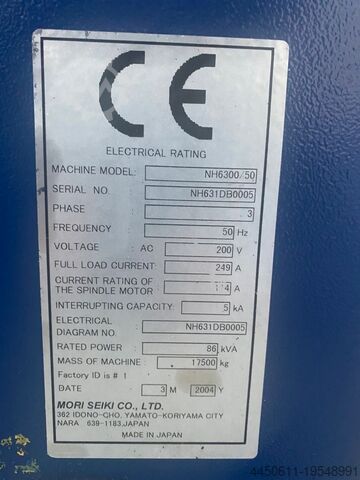 CE
ELECTRICAL RATING
MACHINE MODEL: NH6300/50
SERIAL NO. NH631DB0005
PHASE 3
FREQUENCY 50 Hz
VOLTAGE AC 200 V
FULL LOAD CURRENT: 249 A
CURRENT RATING OF
THE SPINDLE MOTOR A
INTERRUPTING CAPACITY: 5 kA
ELECTRICAL
DIAGRAM NO. NH631DB0005
RATED POWER 86 kVA
MASS OF MACHINE 17500 kg
Factory ID is # 1
DATE 3 M 2004 Y
MORI SEIKI CO., LTD.
362 IDONO-CHO, YAMATO-KORIYAMA CITY
NARA 639-1183,JAPAN
MADE IN JAPAN
4450611-19548991